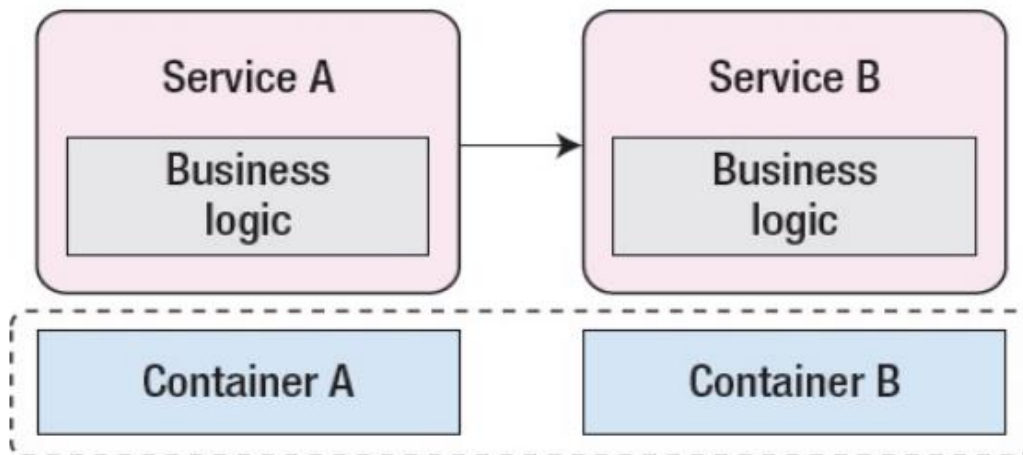 Service A
Business
logic
Service B
Business
logic
Container A
Container B